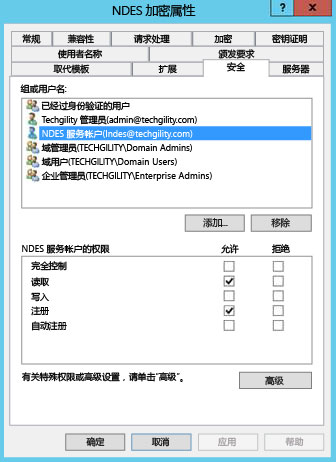 NDES 加密属性
?
常规 兼容性 请求处理 加密 密钥证明
使用者名称 颁发要求
取代模板 扩展 安全 服务器
组或用户名:
已经过身份验证的用户
Techgility 管理员(admin@techgility.com)
NDES 服务帐户(Indes@techgility.com)
域管理员(TECHGILITY\Domain Admins)
域用户(TECHGILITY\Domain Users)
企业管理员(TECHGILITY\Enterprise Admins)
添加... 移除
NDES 服务帐户的权限 允许 拒绝
完全控制
读取
写入
注册
自动注册
有关特殊权限或高级设置，请单击“高级”。
高级
确定 取消 应用 帮助